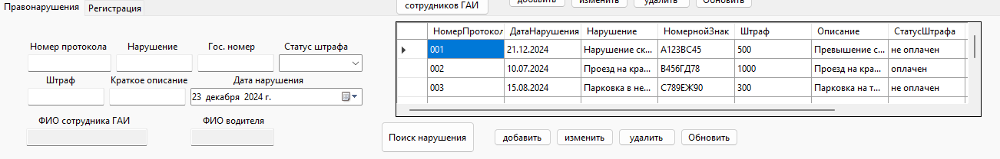 Правонарушения Регистрация
сотрудников ГАИ добавить изменить удалить Обновить
Номер протокола Нарушение Гос. номер Статус штрафа
Штраф Краткое описание Дата нарушения
23 декабря 2024 г.
ФИО сотрудника ГАИ ФИО водителя
НомерПротокол ДатаНарушения Нарушение НомернойЗнак Штраф Описание СтатусШтрафа
001 21.12.2024 Нарушение ск... А123ВС45 500 Превышение с... не оплачен
002 10.07.2024 Проезд на кра... В456ГД78 1000 Проезд на кра... оплачен
003 15.08.2024 Парковка в не... С789ЕЖ90 300 Парковка на т... не оплачен
Поиск нарушения добавить изменить удалить Обновить